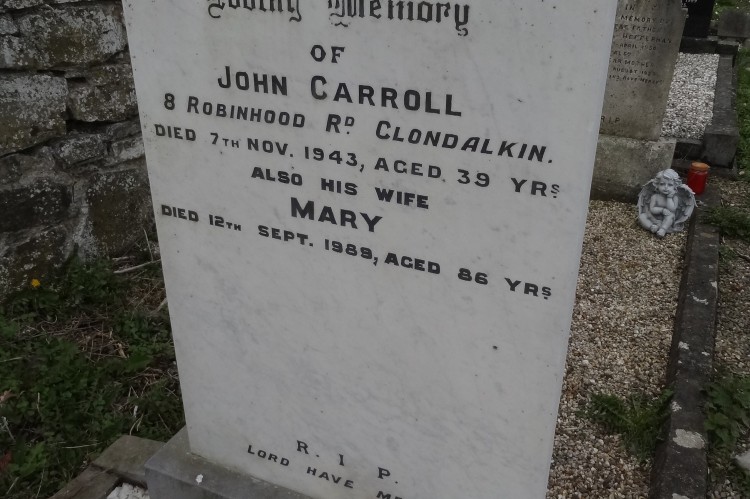 Loving Memory
OF
JOHN CARROLL
8 ROBINHOOD RD CLONDALKIN.
DIED 7TH NOV. 1943, AGED 39 YRS
ALSO HIS WIFE
MARY
DIED 12TH SEPT. 1989, AGED 86 YRS
R. I P.
LORD HAVE